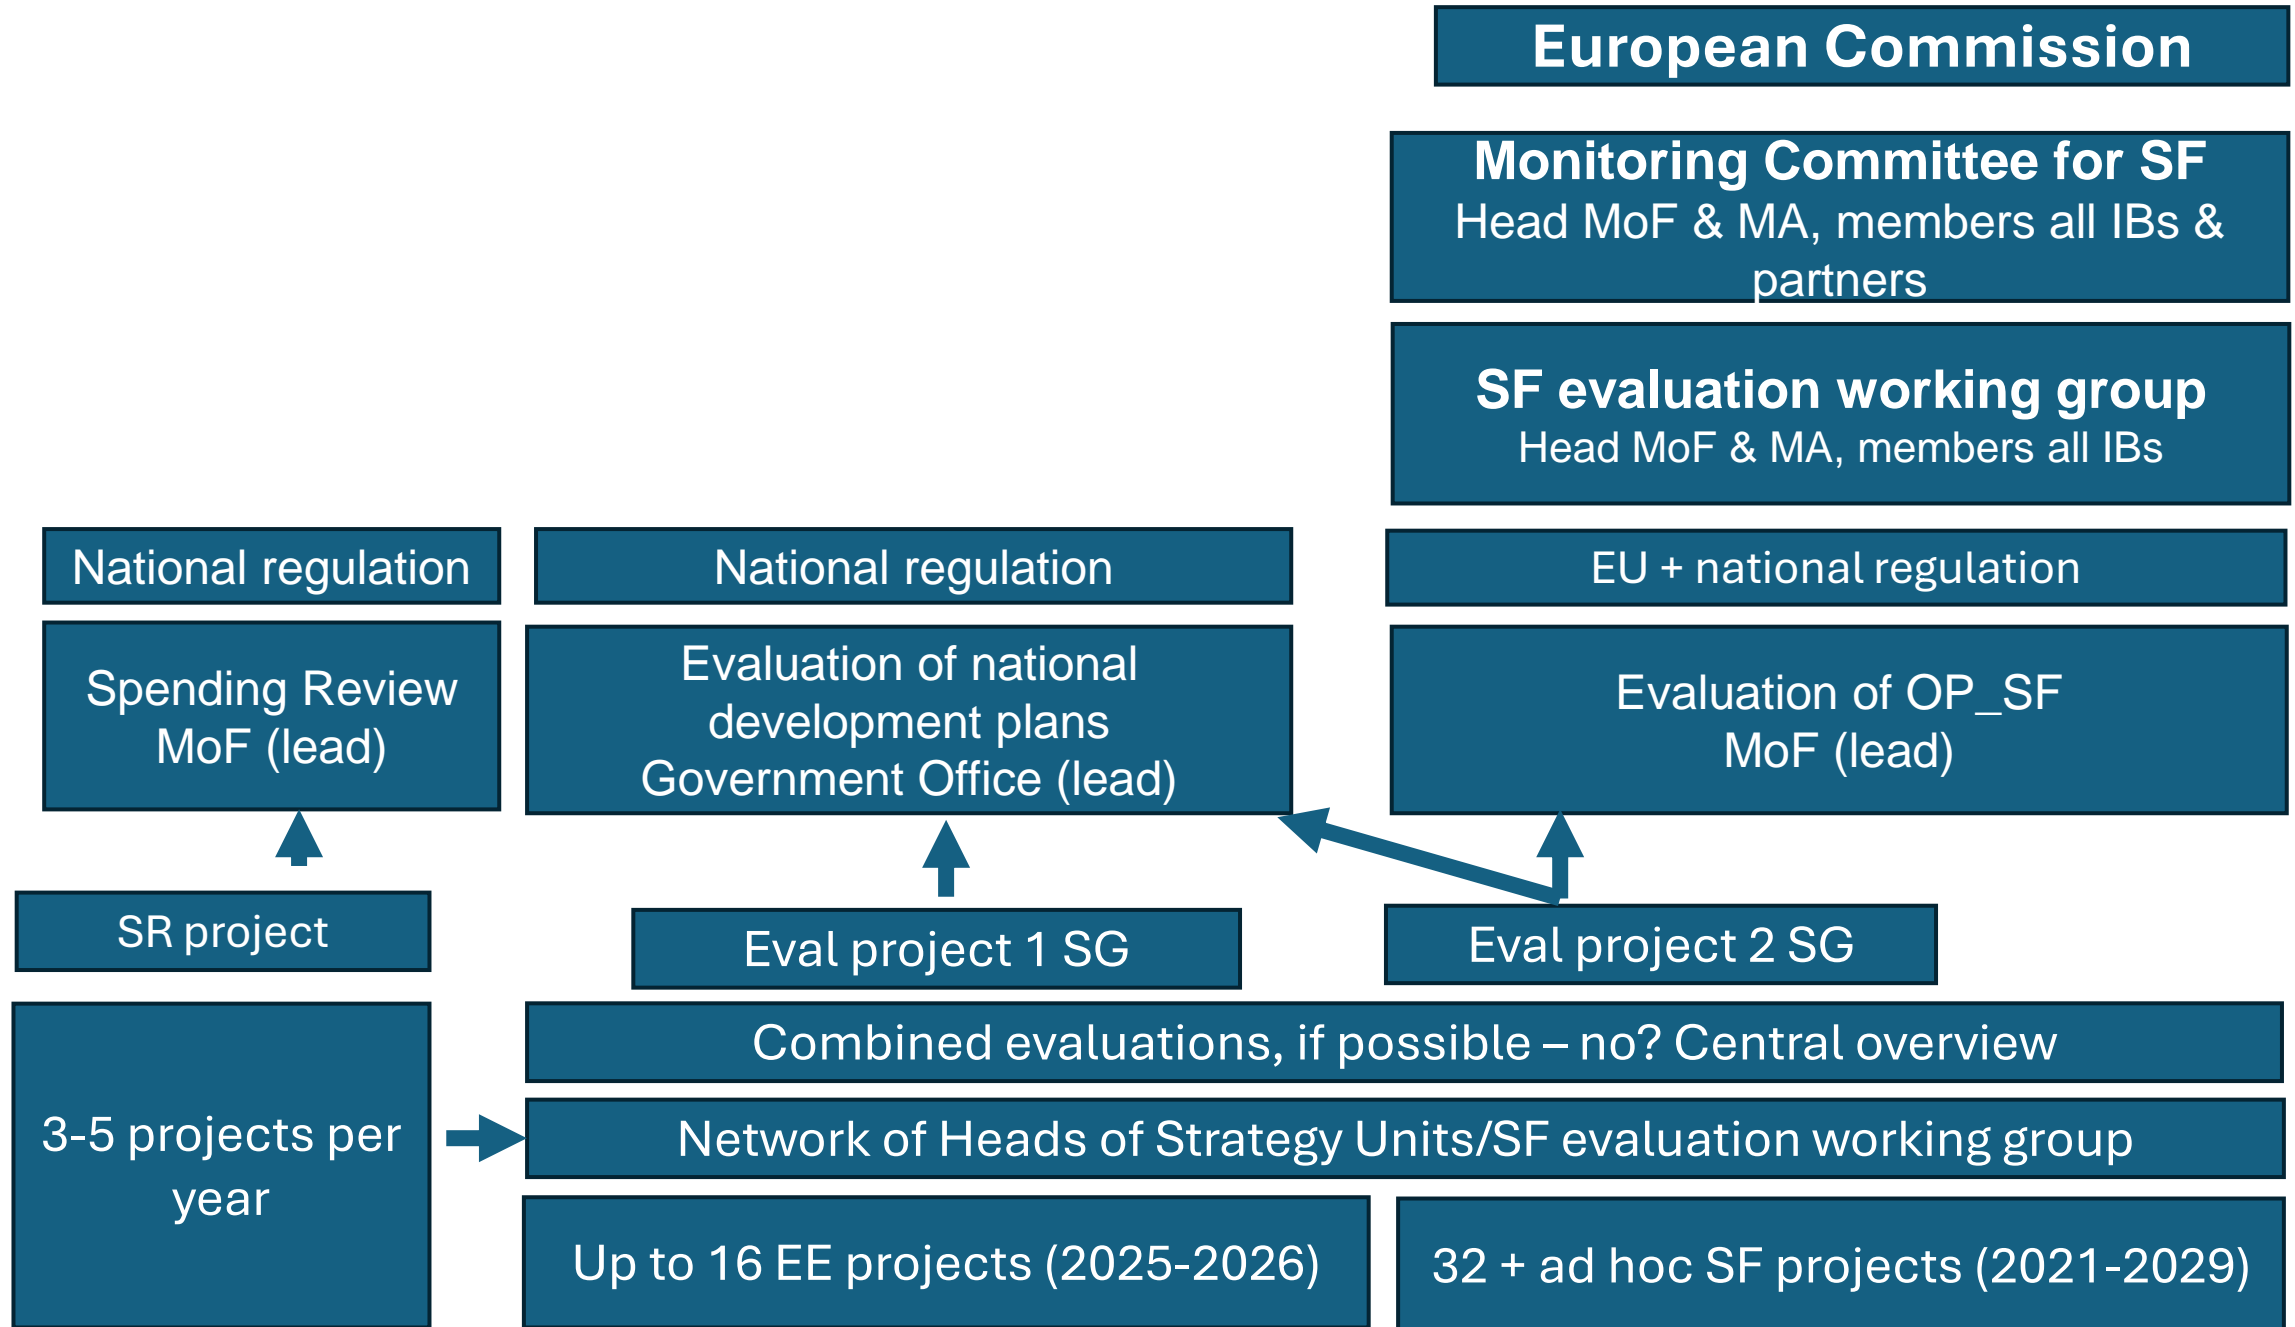 European Commission
Monitoring Committee for SF
Head MoF & MA, members all IBs &
partners
SF evaluation working group
Head MoF & MA, members all IBs
National regulation
National regulation
EU + national regulation
Spending Review
MoF (lead)
Evaluation of national
development plans
Government Office (lead)
Evaluation of OP_SF
MoF (lead)
SR project
Eval project 1 SG
Eval project 2 SG
3-5 projects per
year
Combined evaluations, if possible – no? Central overview
Network of Heads of Strategy Units/SF evaluation working group
Up to 16 EE projects (2025-2026)
32 + ad hoc SF projects (2021-2029)